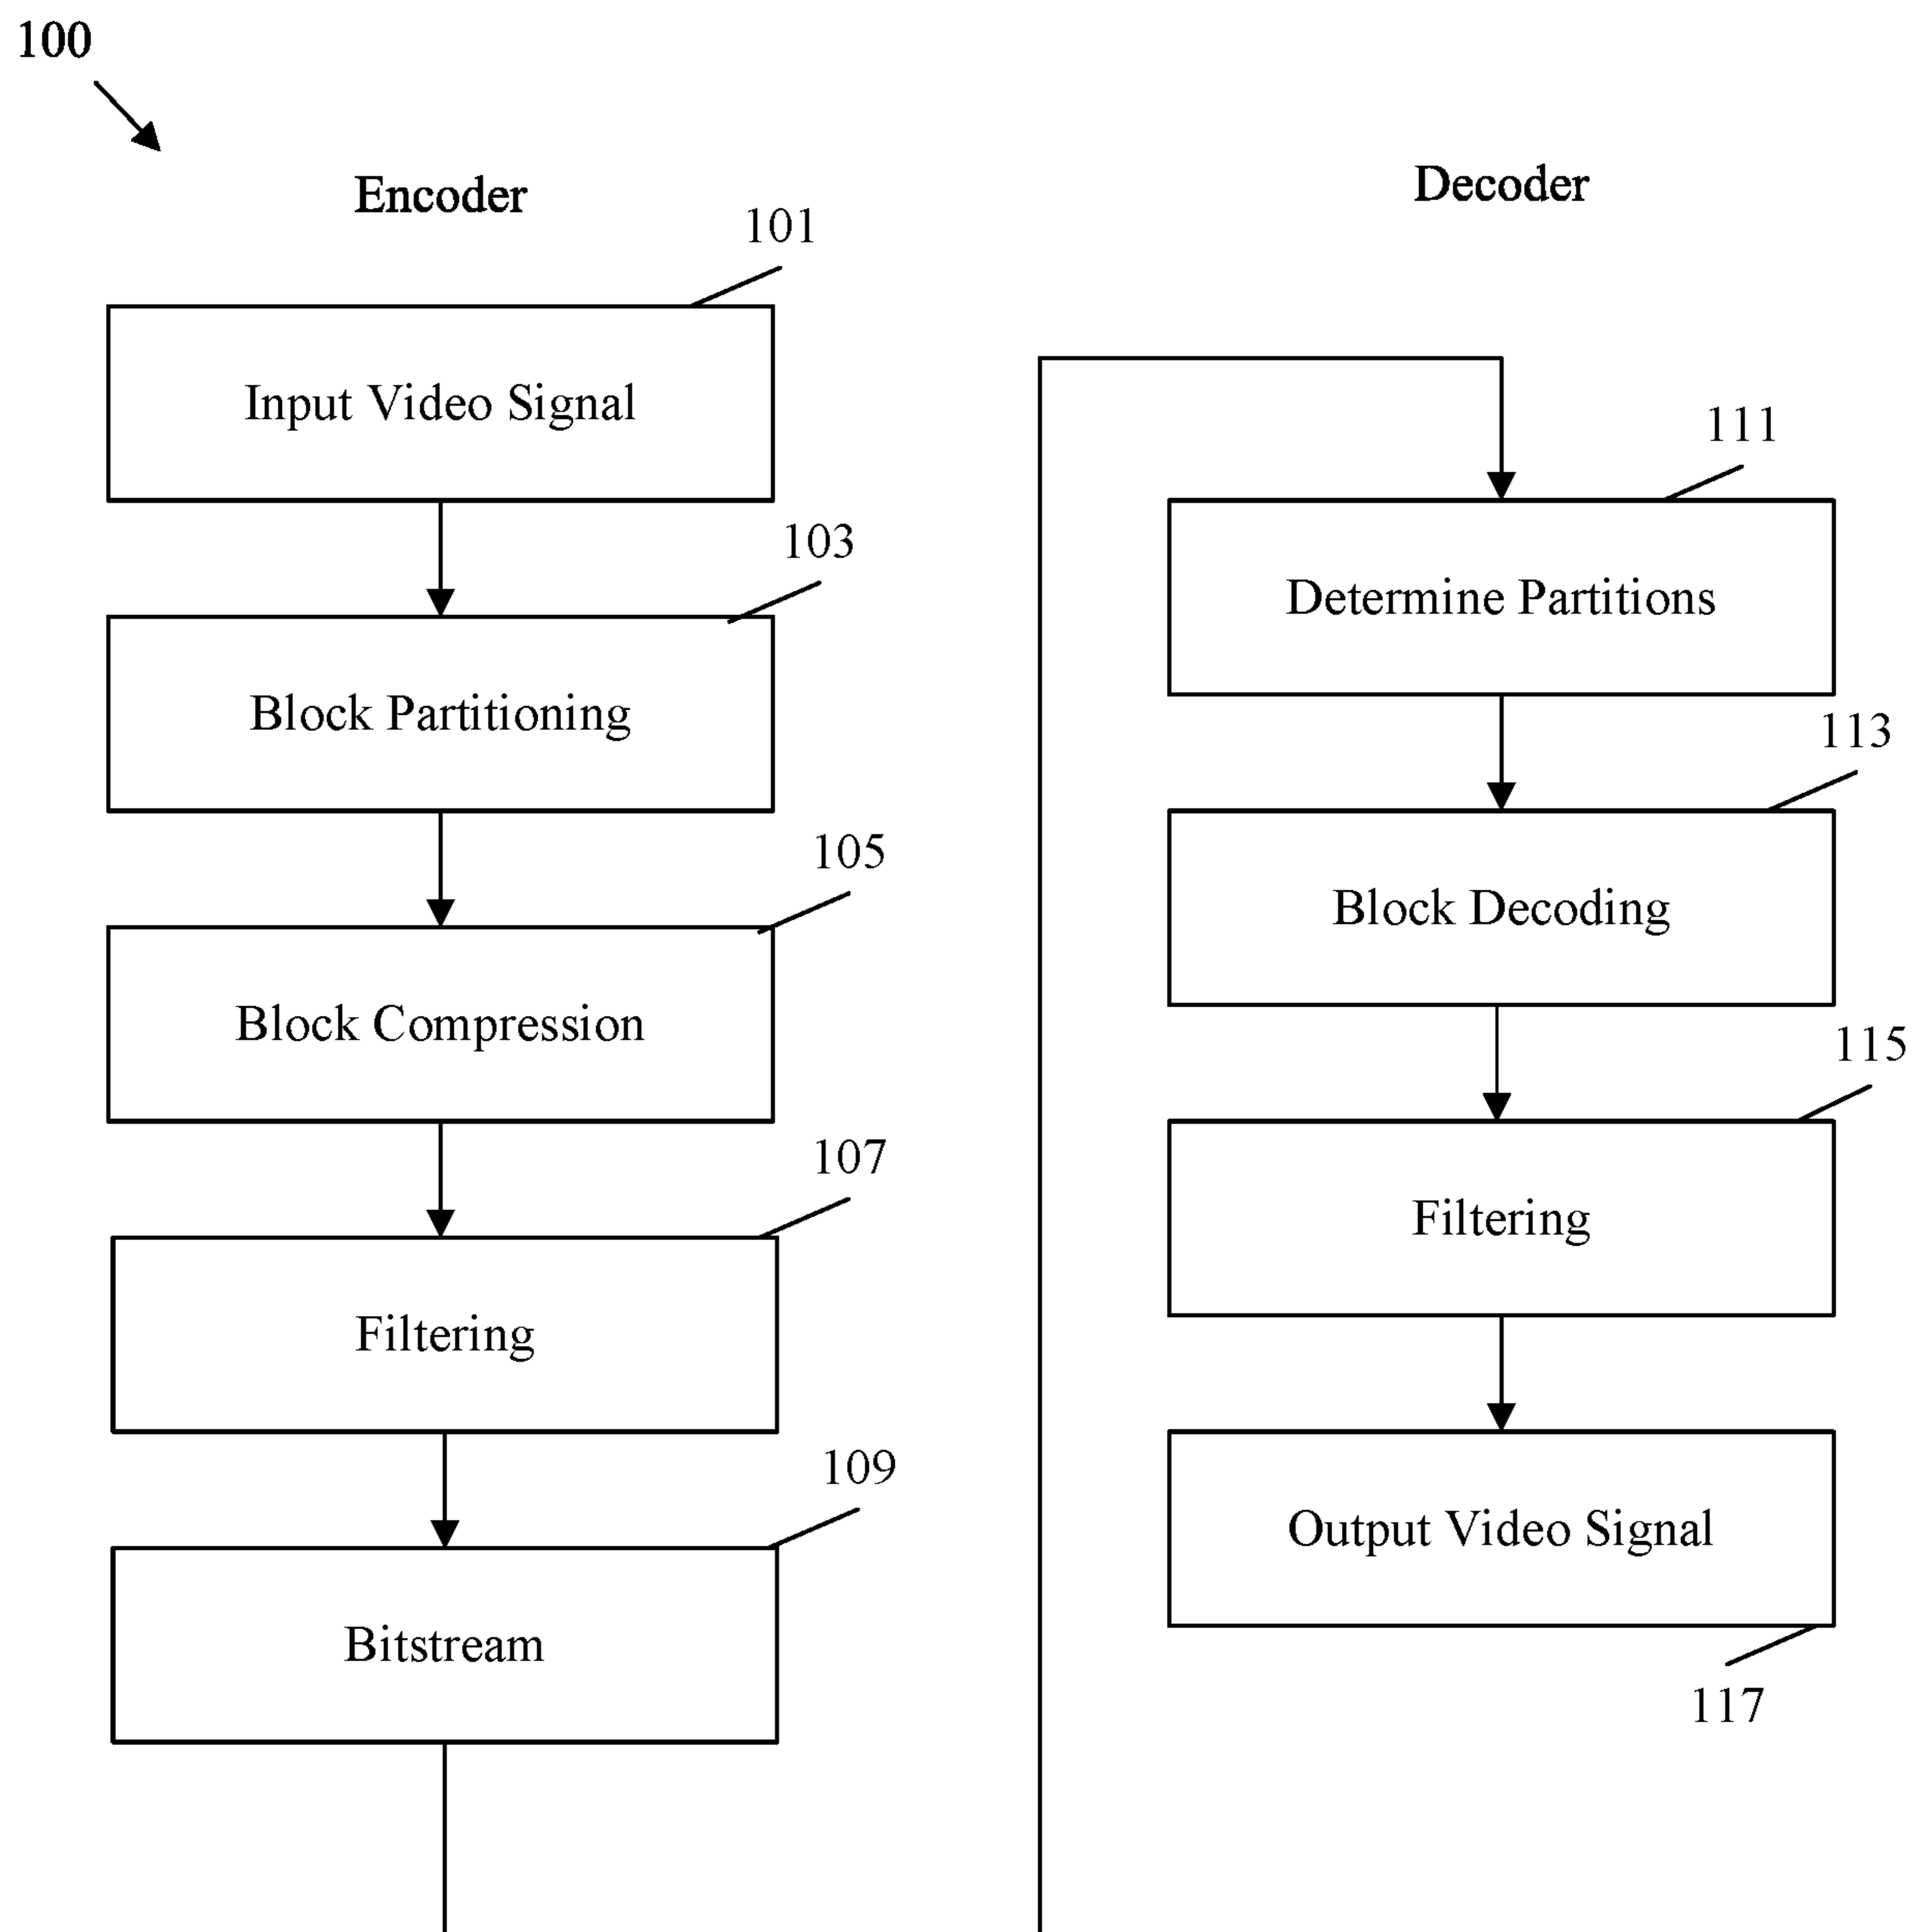 100
Encoder
101
Input Video Signal
103
Block Partitioning
105
Block Compression
107
Filtering
109
Bitstream
Decoder
111
Determine Partitions
113
Block Decoding
115
Filtering
Output Video Signal
117